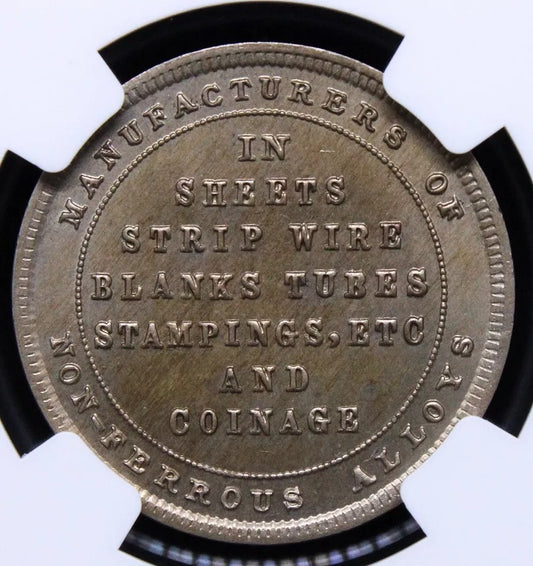 MANUFACTURERS OF
IN
SHEETS
STRIP WIRE
BLANKS TUBES
STAMPINGS, ETC
AND
COINAGE
NON-FERROUS ALLOYS